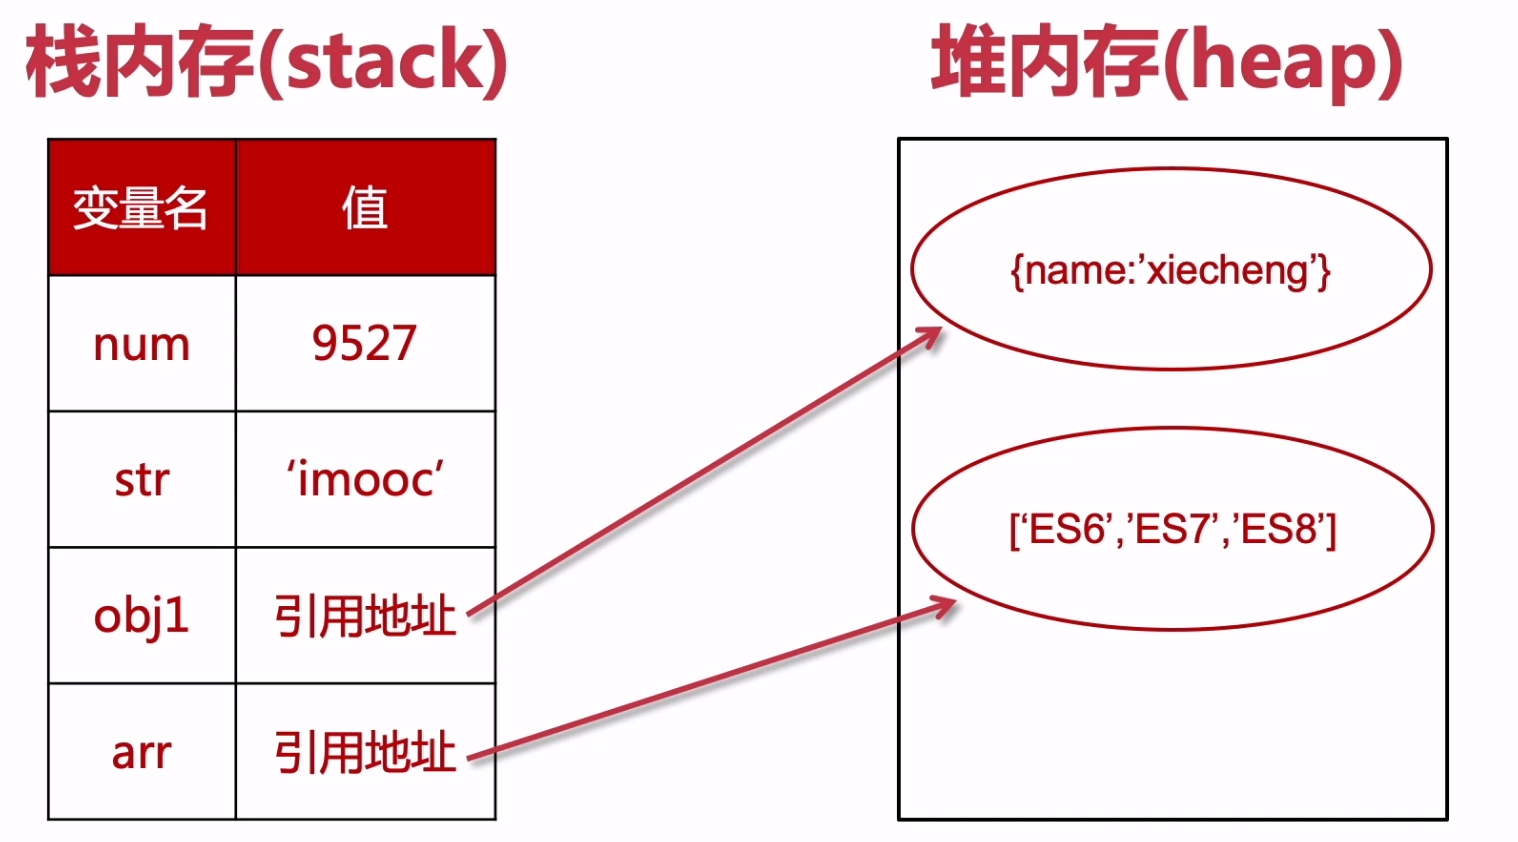 栈内存(stack)
堆内存(heap)
变量名 值
num 9527
str ‘imooc’
obj1 引用地址
arr 引用地址
{name:’xiecheng’}
[‘ES6’,’ES7’,’ES8’]